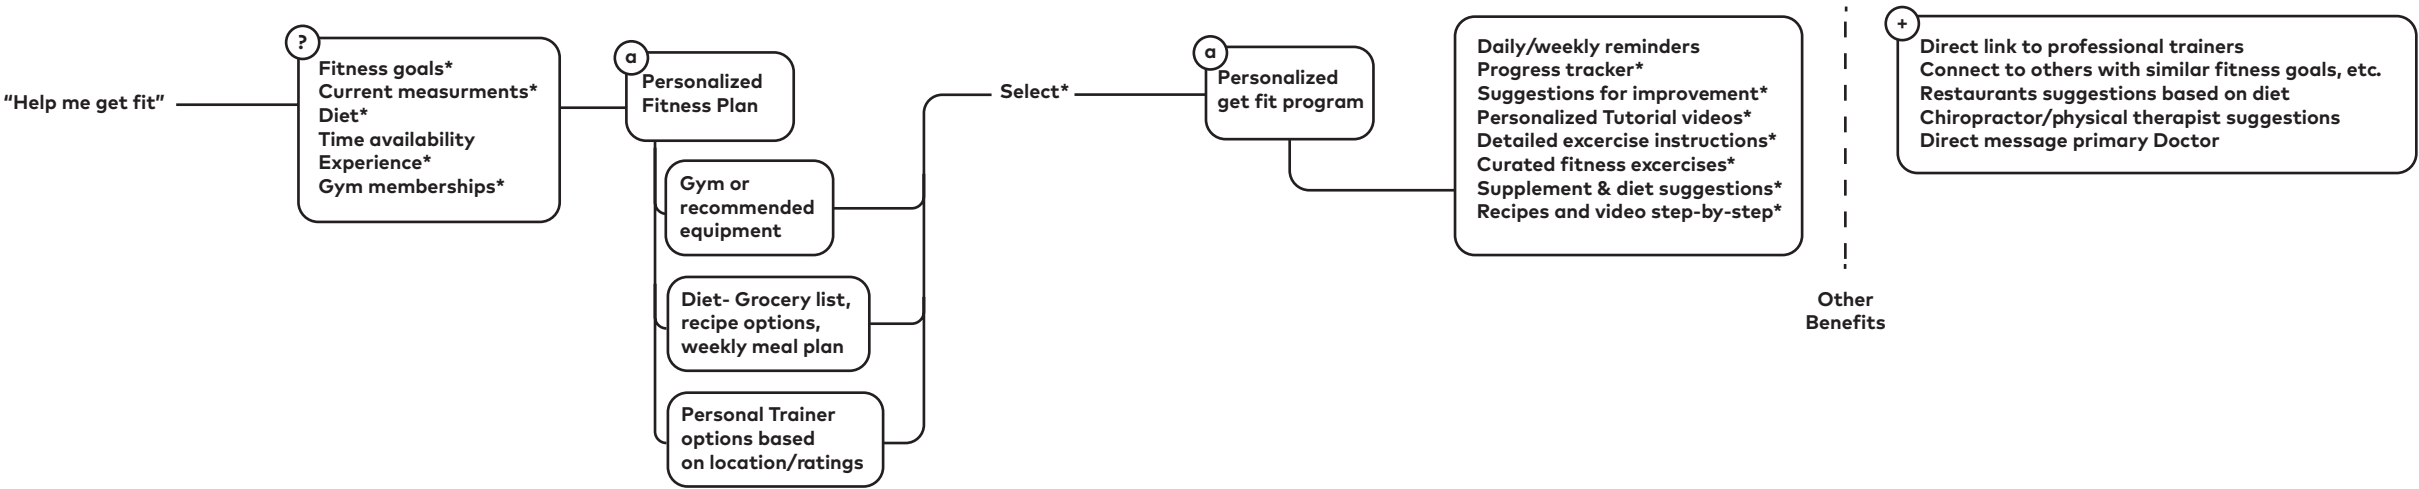 “Help me get fit”
?
Fitness goals*
Current measurments*
Diet*
Time availability
Experience*
Gym memberships*
a
Personalized
Fitness Plan
Gym or
recommended
equipment
Diet- Grocery list,
recipe options,
weekly meal plan
Personal Trainer
options based
on location/ratings
Select*
a
Personalized
get fit program
Daily/weekly reminders
Progress tracker*
Suggestions for improvement*
Personalized Tutorial videos*
Detailed excercise instructions*
Curated fitness excercises*
Supplement & diet suggestions*
Recipes and video step-by-step*
Other
Benefits
+
Direct link to professional trainers
Connect to others with similar fitness goals, etc.
Restaurants suggestions based on diet
Chiropractor/physical therapist suggestions
Direct message primary Doctor